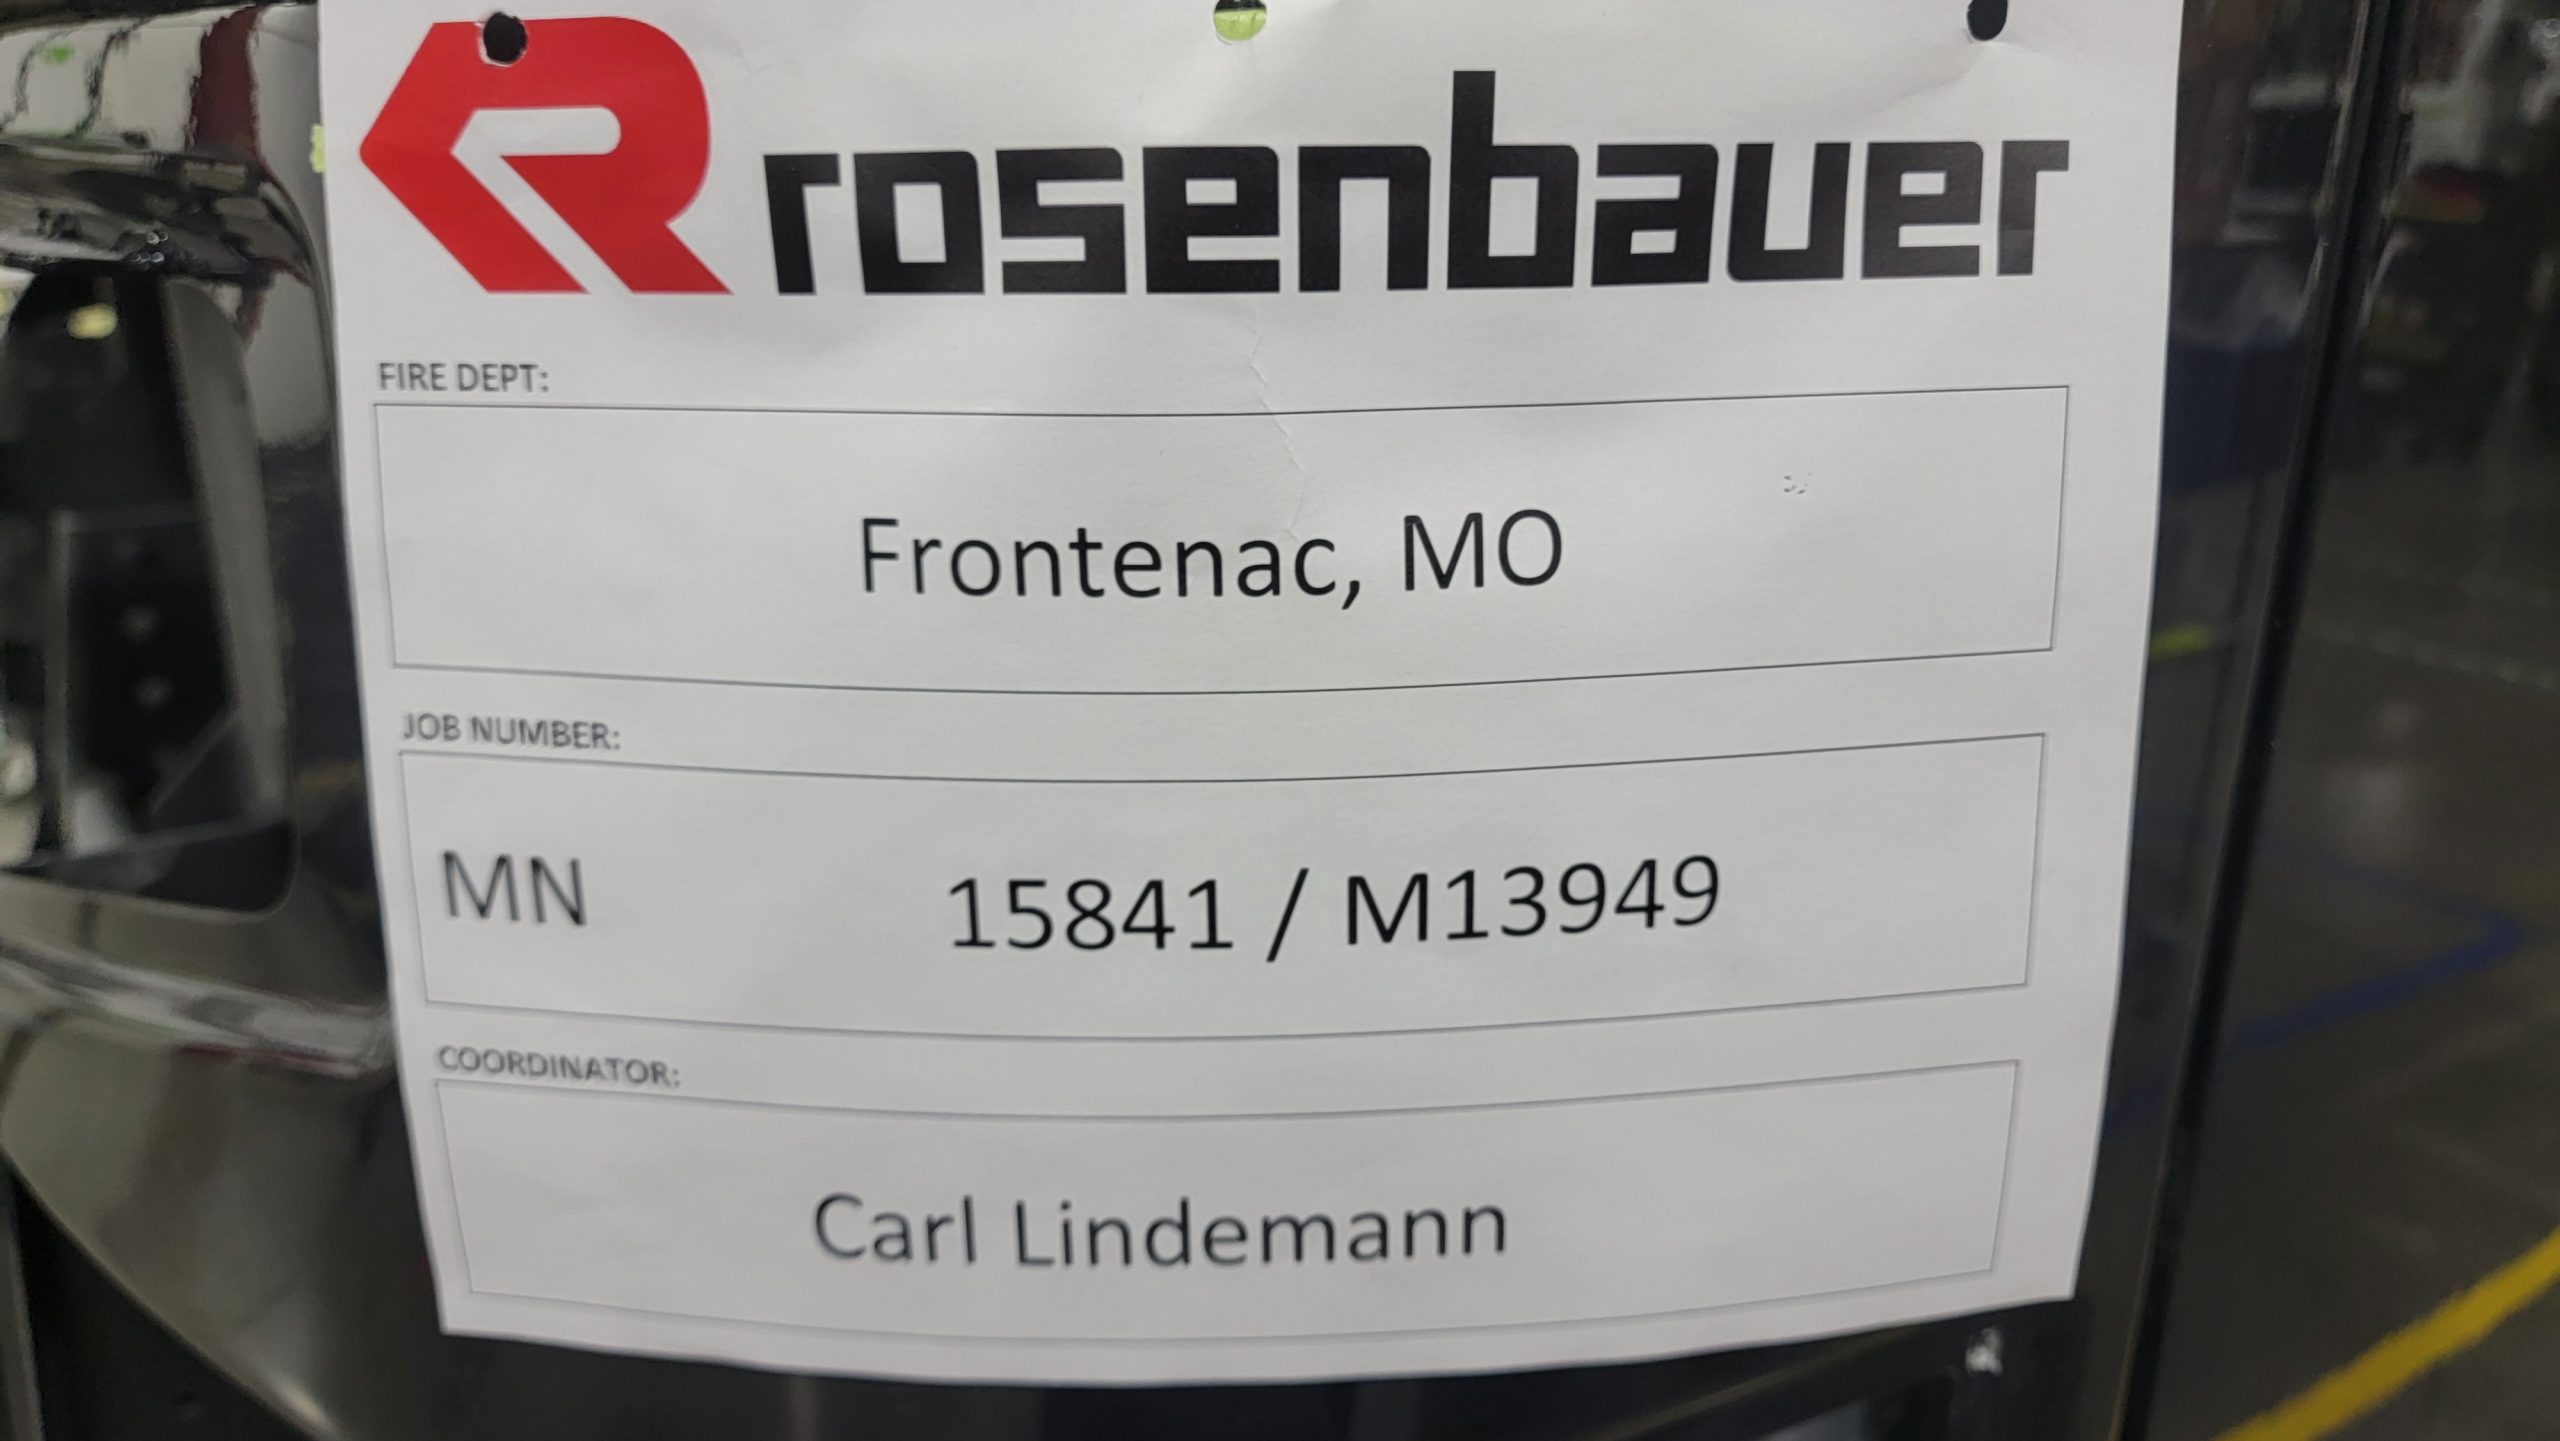 rosenbauer
FIRE DEPT:
Frontenac, MO
JOB NUMBER:
MN 15841 / M13949
COORDINATOR:
Carl Lindemann